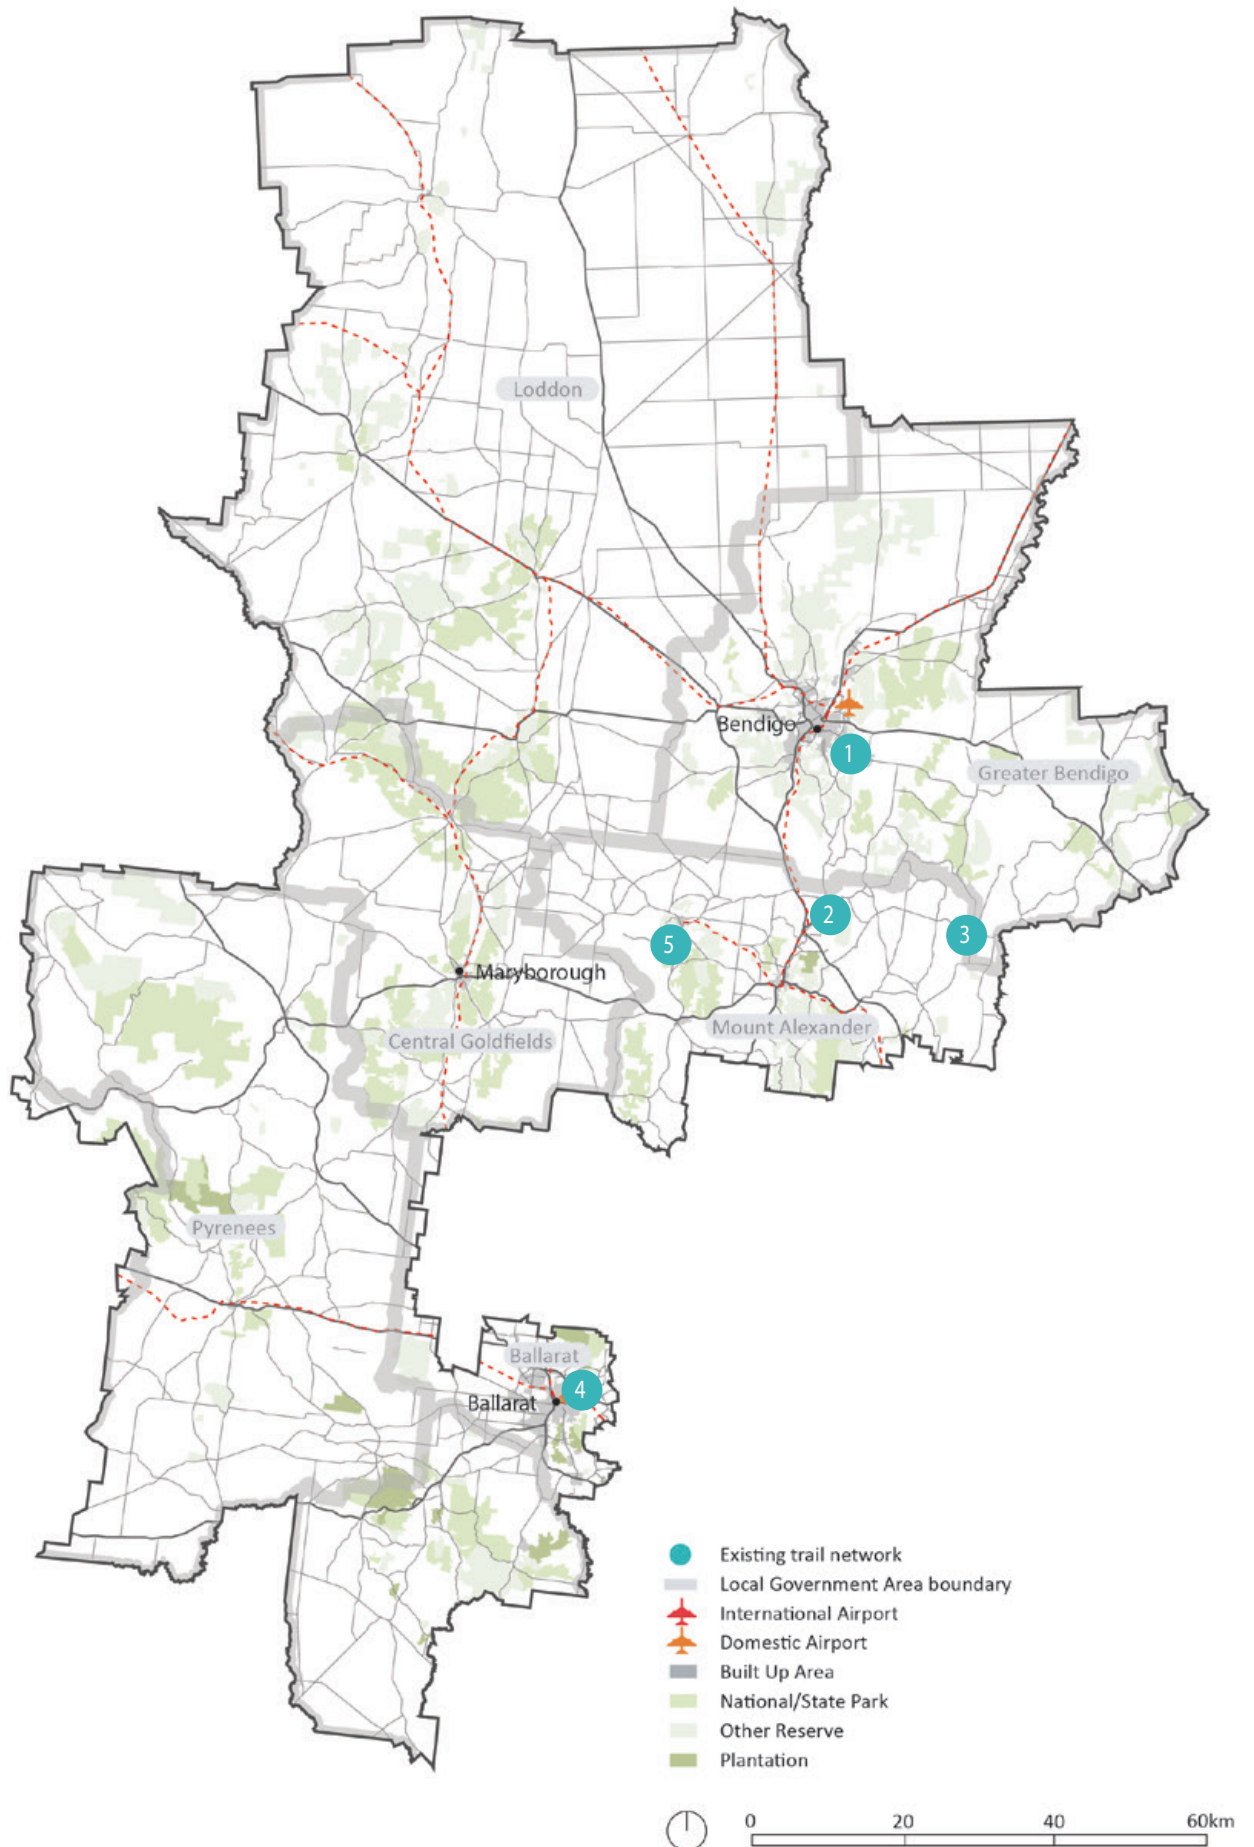 Loddon
Bendigo
1
Greater Bendigo
2
3
5
Maryborough
Mount Alexander
Central Goldfields
Pyrenees
Ballarat
Ballarat
4
Existing trail network
Local Government Area boundary
International Airport
Domestic Airport
Built Up Area
National/State Park
Other Reserve
Plantation
0 20 40 60km